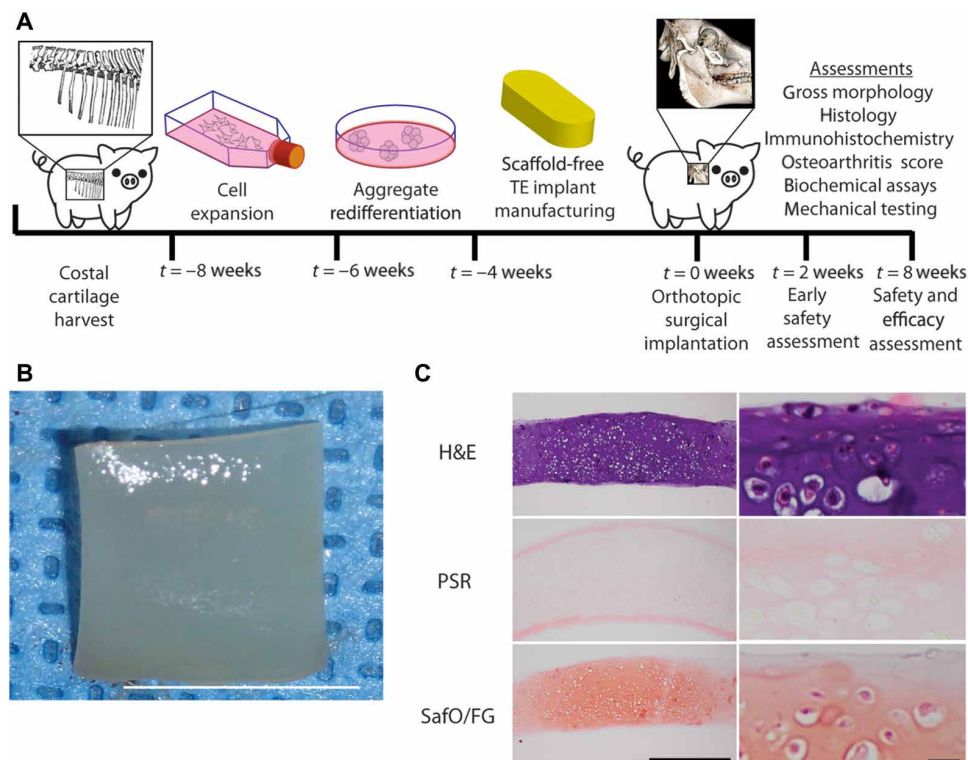 A
Cell
expansion
Aggregate
redifferentiation
Scaffold-free
TE implant
manufacturing
Assessments
Gross morphology
Histology
Immunohistochemistry
Osteoarthritis score
Biochemical assays
Mechanical testing
Costal
cartilage
harvest
t = −8 weeks
t = −6 weeks
t = −4 weeks
t = 0 weeks
Orthotopic
surgical
implantation
t = 2 weeks
Early
safety
assessment
t = 8 weeks
Safety and
efficacy
assessment
B
C
H&E
PSR
SafO/FG